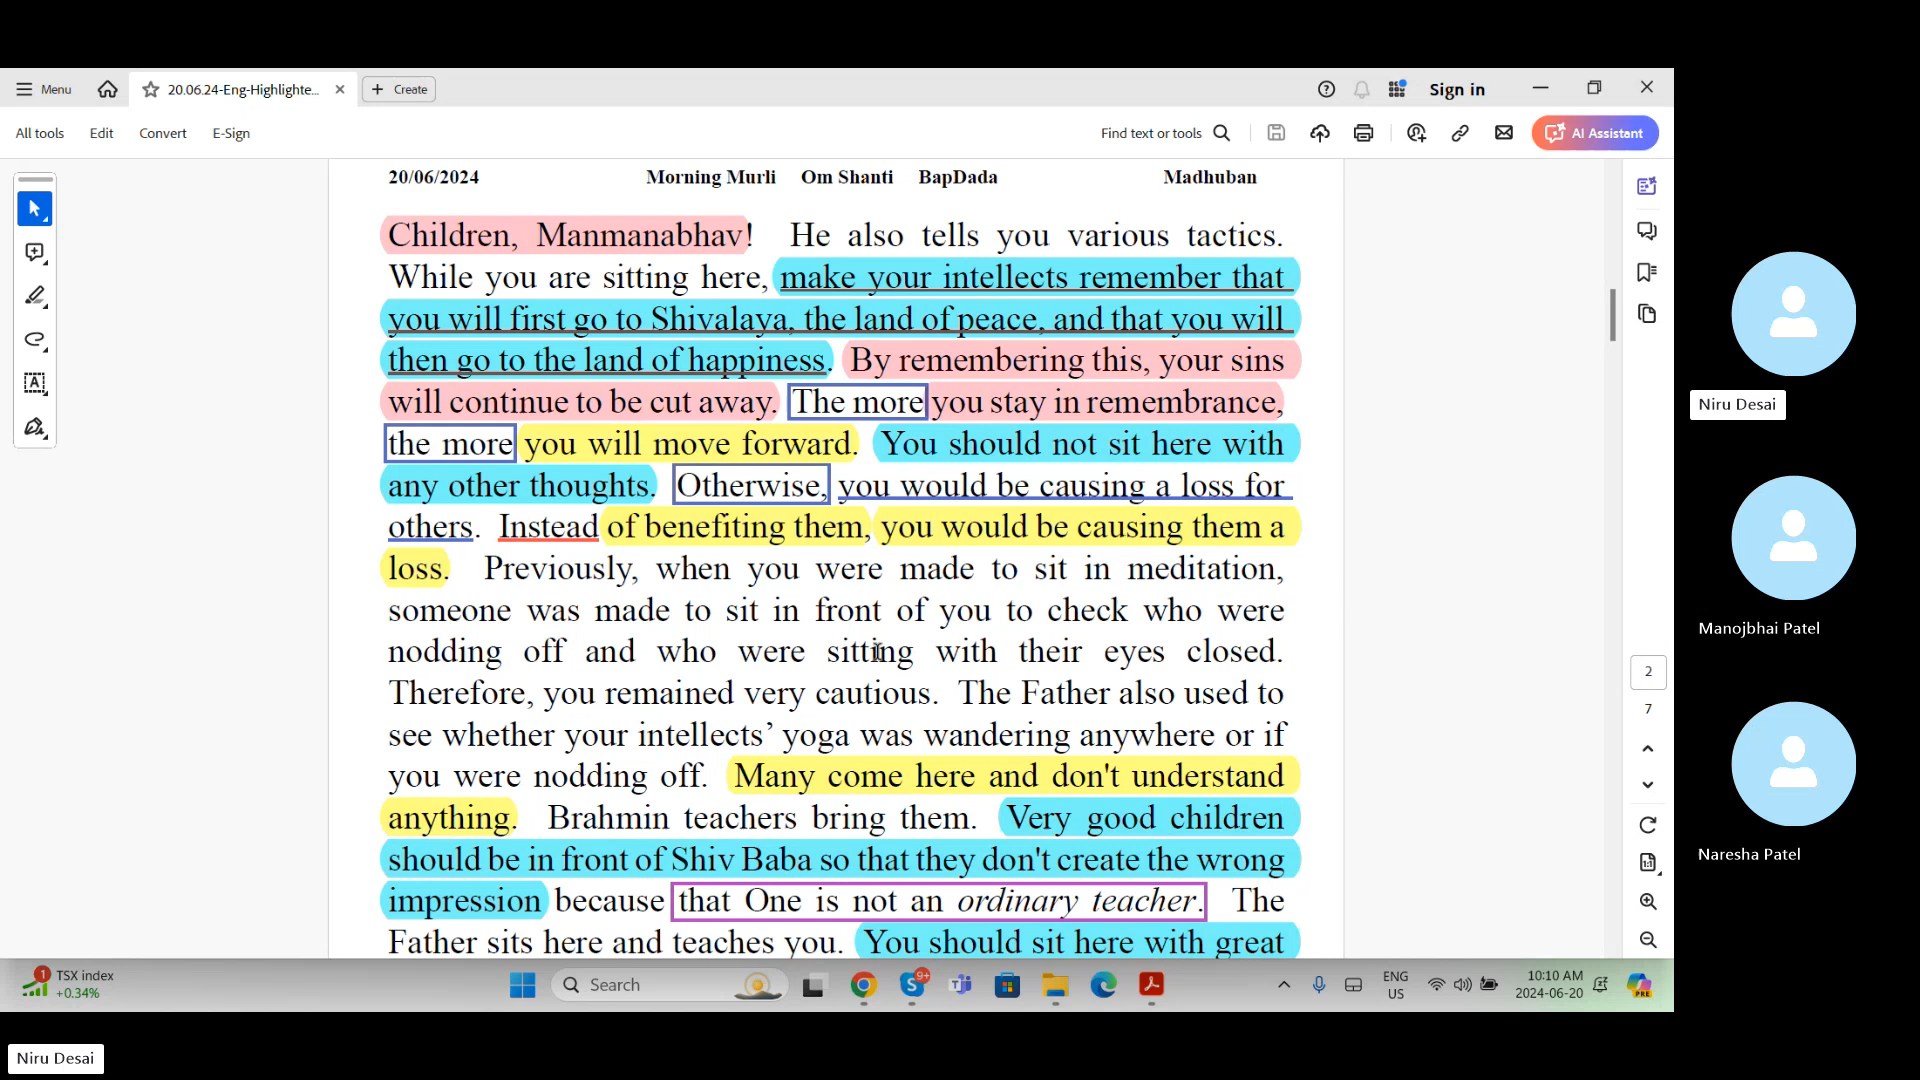 Menu
20.06.24-Eng-Highlighte...
Create
Sign in
All tools
Edit
Convert
E-Sign
Find text or tools
AI Assistant
20/06/2024 Morning Murli Om Shanti BapDada Madhuban
Children, Manmanabhav! He also tells you various tactics.
While you are sitting here, make your intellects remember that
you will first go to Shivalaya, the land of peace, and that you will
then go to the land of happiness. By remembering this, your sins
will continue to be cut away. The more you stay in remembrance,
the more you will move forward. You should not sit here with
any other thoughts. Otherwise, you would be causing a loss for
others. Instead of benefiting them, you would be causing them a
loss. Previously, when you were made to sit in meditation,
someone was made to sit in front of you to check who were
nodding off and who were sitting with their eyes closed.
Therefore, you remained very cautious. The Father also used to
see whether your intellects' yoga was wandering anywhere or if
you were nodding off. Many come here and don't understand
anything. Brahmin teachers bring them. Very good children
should be in front of Shiv Baba so that they don't create the wrong
impression because that One is not an ordinary teacher. The
Father sits here and teaches you. You should sit here with great
2
7
Niru Desai
Manojbhai Patel
Naresha Patel
1
TSX index
+0.34%
Search
9+
ENG
US
10:10 AM
2024-06-20
PRE
Niru Desai